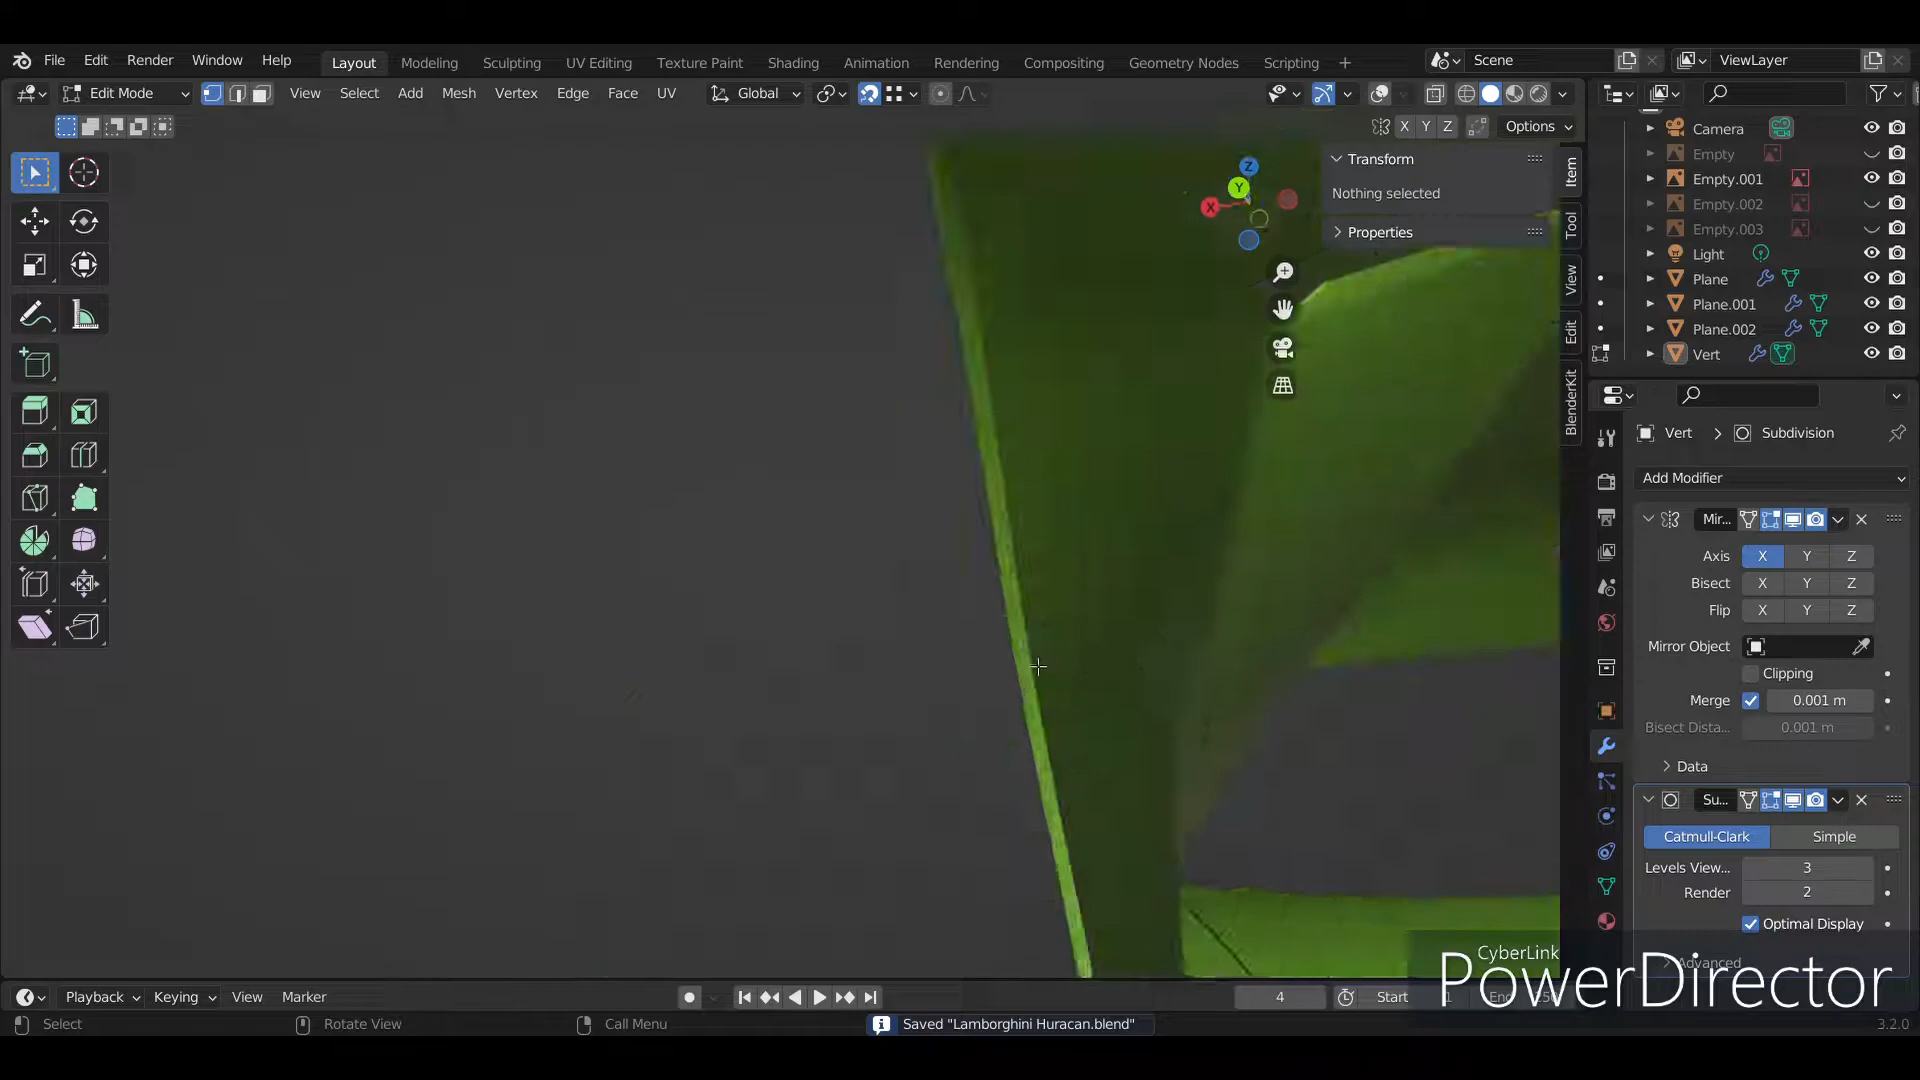 File Edit Render Window Help Layout Modeling Sculpting UV Editing Texture Paint Shading Animation Rendering Compositing Geometry Nodes Scripting + Scene ViewLayer
Edit Mode View Select Add Mesh Vertex Edge Face UV Global
X Y Z Options
Transform
Nothing selected
Properties
Z
Y
X
Item
Tool
View
Edit
BlenderKit
Camera
Empty
Empty.001
Empty.002
Empty.003
Light
Plane
Plane.001
Plane.002
Vert
Vert > Subdivision
Add Modifier
Mir...
Axis X Y Z
Bisect X Y Z
Flip X Y Z
Mirror Object
Clipping
Merge 0.001 m
Bisect Dista... 0.001 m
Data
Su...
Catmull-Clark Simple
Levels View... 3
Render 2
Optimal Display
Advanced
CyberLink
PowerDirector
Playback Keying View Marker 4 Start 1 End
Select Rotate View Call Menu Saved "Lamborghini Huracan.blend" 3.2.0